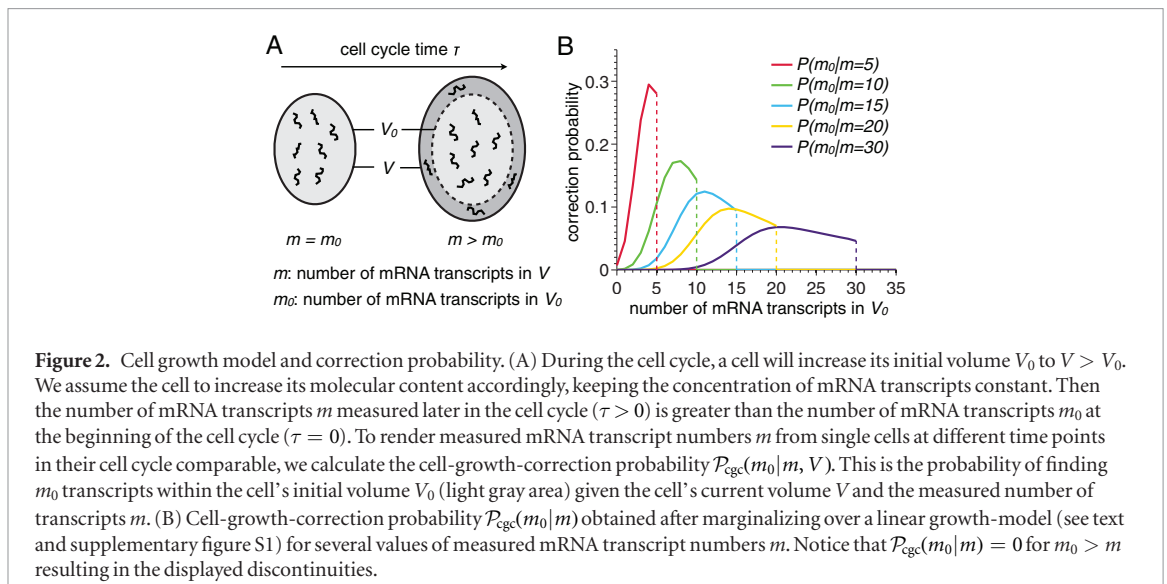 A
cell cycle time τ
V₀
V
m = m₀
m > m₀
m: number of mRNA transcripts in V
m₀: number of mRNA transcripts in V₀
B
correction probability
0.3
0.2
0.1
0
0 5 10 15 20 25 30 35
number of mRNA transcripts in V₀
P(m₀|m=5)
P(m₀|m=10)
P(m₀|m=15)
P(m₀|m=20)
P(m₀|m=30)
Figure 2. Cell growth model and correction probability. (A) During the cell cycle, a cell will increase its initial volume V₀ to V > V₀.
We assume the cell to increase its molecular content accordingly, keeping the concentration of mRNA transcripts constant. Then
the number of mRNA transcripts m measured later in the cell cycle (τ > 0) is greater than the number of mRNA transcripts m₀ at
the beginning of the cell cycle (τ = 0). To render measured mRNA transcript numbers m from single cells at different time points
in their cell cycle comparable, we calculate the cell-growth-correction probability 𝒫cgc(m₀|m, V). This is the probability of finding
m₀ transcripts within the cell's initial volume V₀ (light gray area) given the cell's current volume V and the measured number of
transcripts m. (B) Cell-growth-correction probability 𝒫cgc(m₀|m) obtained after marginalizing over a linear growth-model (see text
and supplementary figure S1) for several values of measured mRNA transcript numbers m. Notice that 𝒫cgc(m₀|m) = 0 for m₀ > m
resulting in the displayed discontinuities.